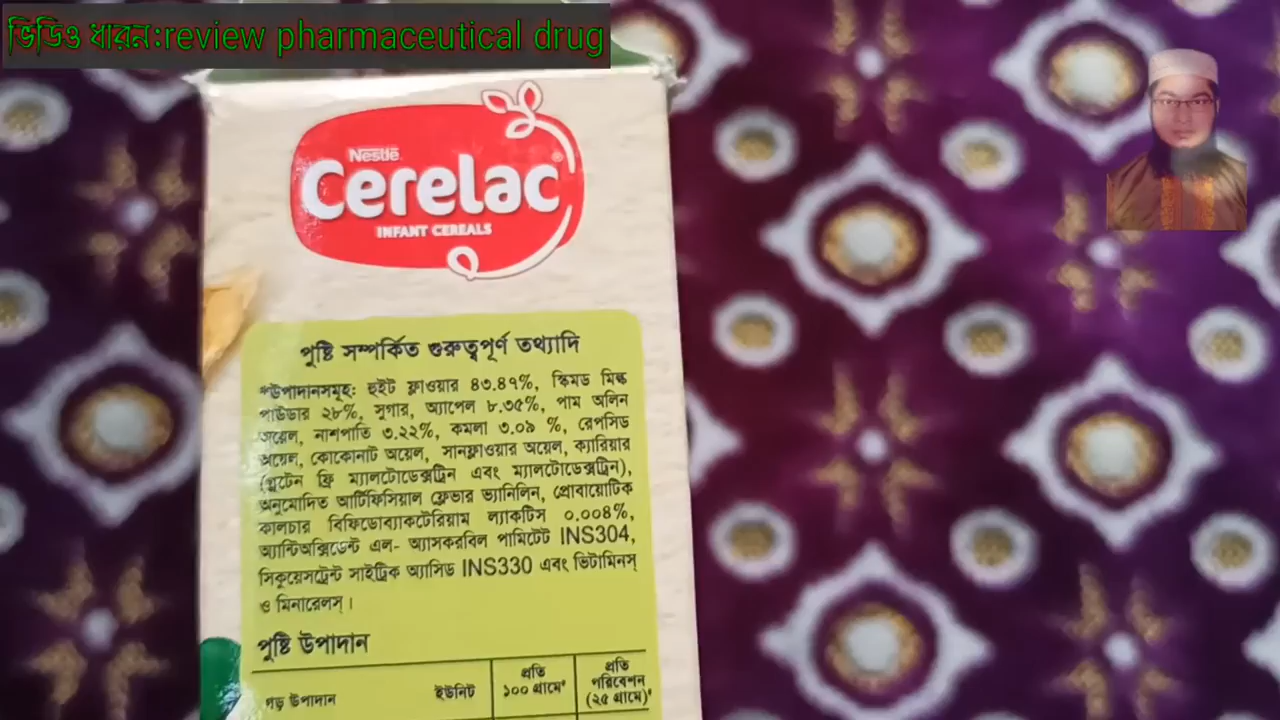 ভিডিও ধারন:review pharmaceutical drug
Nestlé
Cerelac®
INFANT CEREALS
পুষ্টি সম্পর্কিত গুরুত্বপূর্ণ তথ্যাদি
*উপাদানসমূহ: হুইট ফ্লাওয়ার ৪৩.৪৭%, স্কিমড মিল্ক
পাউডার ২৮%, সুগার, অ্যাপেল ৮.৩৫%, পাম অলিন
অয়েল, নাশপাতি ৩.২২%, কমলা ৩.০৯ %, রেপসিড
অয়েল, কোকোনাট অয়েল, সানফ্লাওয়ার অয়েল, ক্যারিয়ার
(গ্লুটেন ফ্রি ম্যালটোডেক্সট্রিন এবং ম্যালটোডেক্সট্রিন),
অনুমোদিত আর্টিফিসিয়াল ফ্লেভার ভ্যানিলিন, প্রোবায়োটিক
কালচার বিফিডোব্যাকটেরিয়াম ল্যাকটিস ০.০০৪%,
অ্যান্টিঅক্সিডেন্ট এল- অ্যাসকরবিল পামিটেট INS304,
সিকুয়েসট্রেন্ট সাইট্রিক অ্যাসিড INS330 এবং ভিটামিনস্
ও মিনারেলস্।
পুষ্টি উপাদান
গড় উপাদান ইউনিট প্রতি ১০০ গ্রামে* প্রতি পরিবেশন (২৫ গ্রামে)*